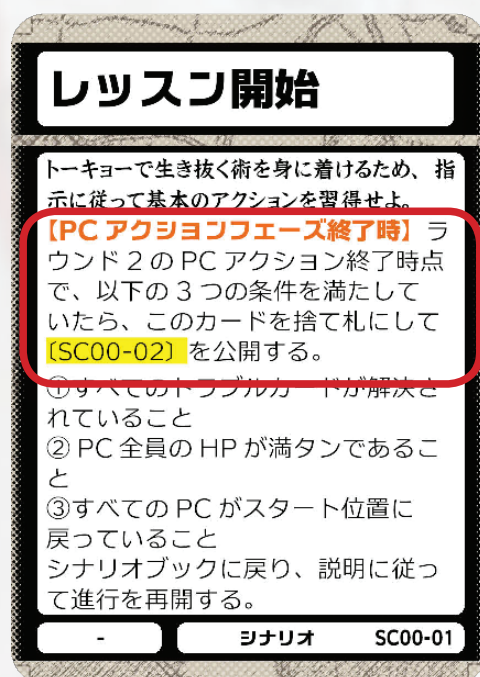 レッスン開始
トーキョーで生き抜く術を身に着けるため、指
示に従って基本のアクションを習得せよ。
【PCアクションフェーズ終了時】ラ
ウンド2のPCアクション終了時点
で、以下の3つの条件を満たして
いたら、このカードを捨て札にして
〔SC00-02〕を公開する。
①すべてのトラブルカードが解決さ
れていること
②PC全員のHPが満タンであるこ
と
③すべてのPCがスタート位置に
戻っていること
シナリオブックに戻り、説明に従っ
て進行を再開する。
- シナリオ SC00-01